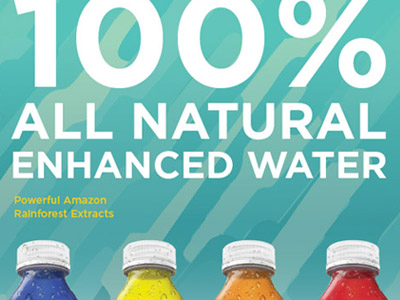 100%
ALL NATURAL
ENHANCED WATER
Powerful Amazon
Rainforest Extracts